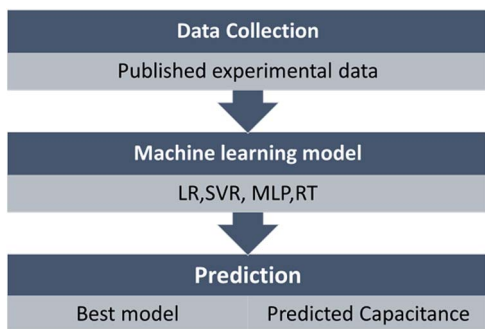 Data Collection
Published experimental data
Machine learning model
LR,SVR, MLP,RT
Prediction
Best model
Predicted Capacitance